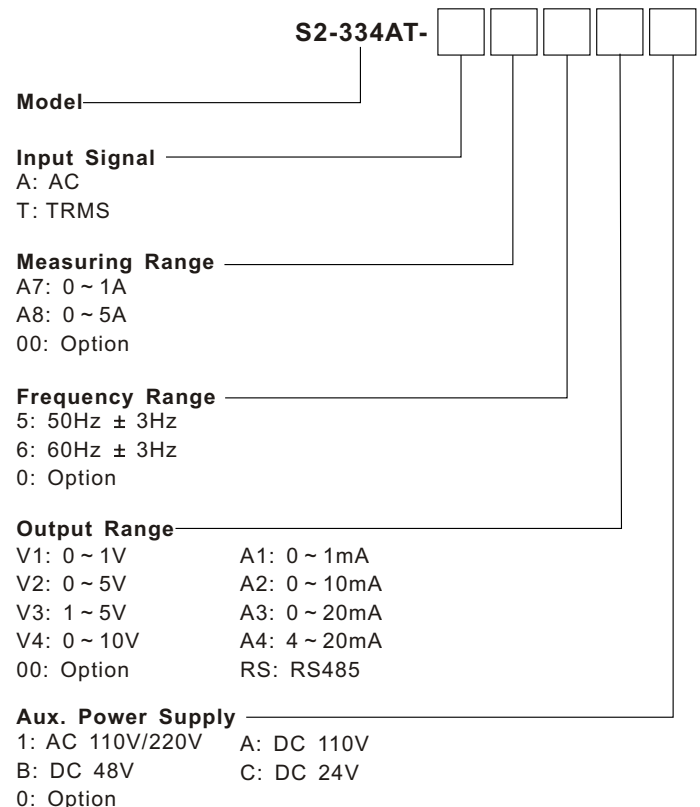 S2-334AT-
Model
Input Signal
A: AC
T: TRMS
Measuring Range
A7: 0 ~ 1A
A8: 0 ~ 5A
00: Option
Frequency Range
5: 50Hz ± 3Hz
6: 60Hz ± 3Hz
0: Option
Output Range
V1: 0 ~ 1V A1: 0 ~ 1mA
V2: 0 ~ 5V A2: 0 ~ 10mA
V3: 1 ~ 5V A3: 0 ~ 20mA
V4: 0 ~ 10V A4: 4 ~ 20mA
00: Option RS: RS485
Aux. Power Supply
1: AC 110V/220V A: DC 110V
B: DC 48V C: DC 24V
0: Option